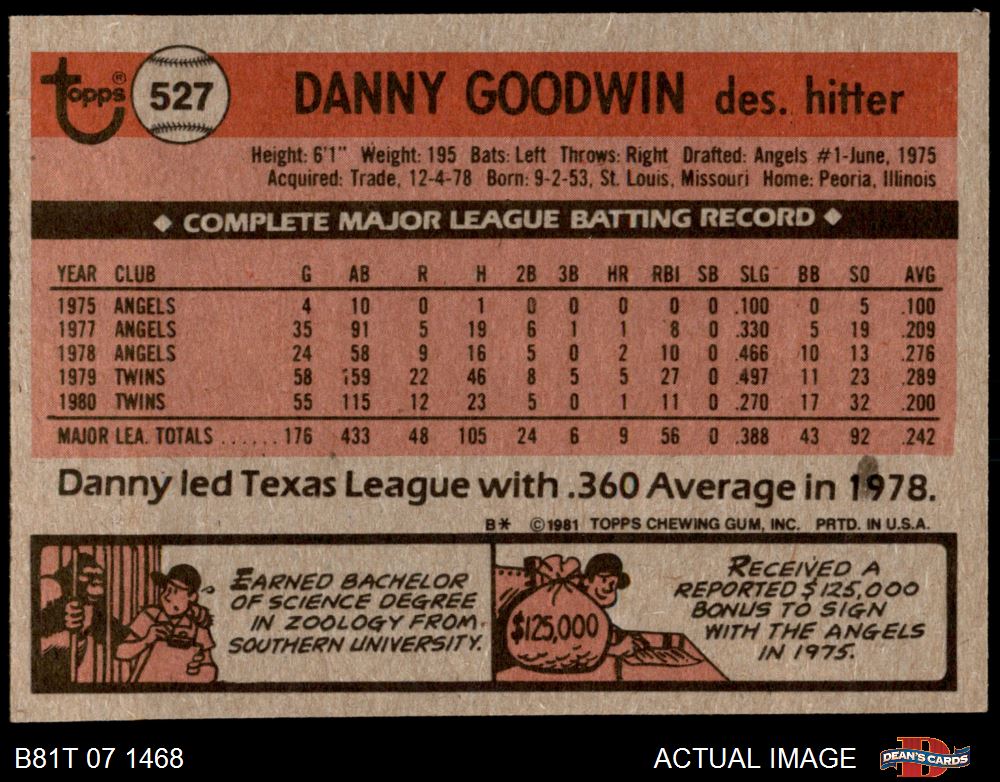 topps®
527
DANNY GOODWIN des. hitter
Height: 6'1" Weight: 195 Bats: Left Throws: Right Drafted: Angels #1-June, 1975
Acquired: Trade, 12-4-78 Born: 9-2-53, St. Louis, Missouri Home: Peoria, Illinois
◆ COMPLETE MAJOR LEAGUE BATTING RECORD ◆
YEAR CLUB G AB R H 2B 3B HR RBI SB SLG BB SO AVG
1975 ANGELS 4 10 0 1 0 0 0 0 0 .100 0 5 .100
1977 ANGELS 35 91 5 19 6 1 1 8 0 .330 5 19 .209
1978 ANGELS 24 58 9 16 5 0 2 10 0 .466 10 13 .276
1979 TWINS 58 159 22 46 8 5 5 27 0 .497 11 23 .289
1980 TWINS 55 115 12 23 5 0 1 11 0 .270 17 32 .200
MAJOR LEA. TOTALS ...... 176 433 48 105 24 6 9 56 0 .388 43 92 .242
Danny led Texas League with .360 Average in 1978.
B* ©1981 TOPPS CHEWING GUM, INC. PRTD. IN U.S.A.
EARNED BACHELOR
OF SCIENCE DEGREE
IN ZOOLOGY FROM
SOUTHERN UNIVERSITY.
$125,000
RECEIVED A
REPORTED $125,000
BONUS TO SIGN
WITH THE ANGELS
IN 1975.
B81T 07 1468
ACTUAL IMAGE
DEAN'S CARDS